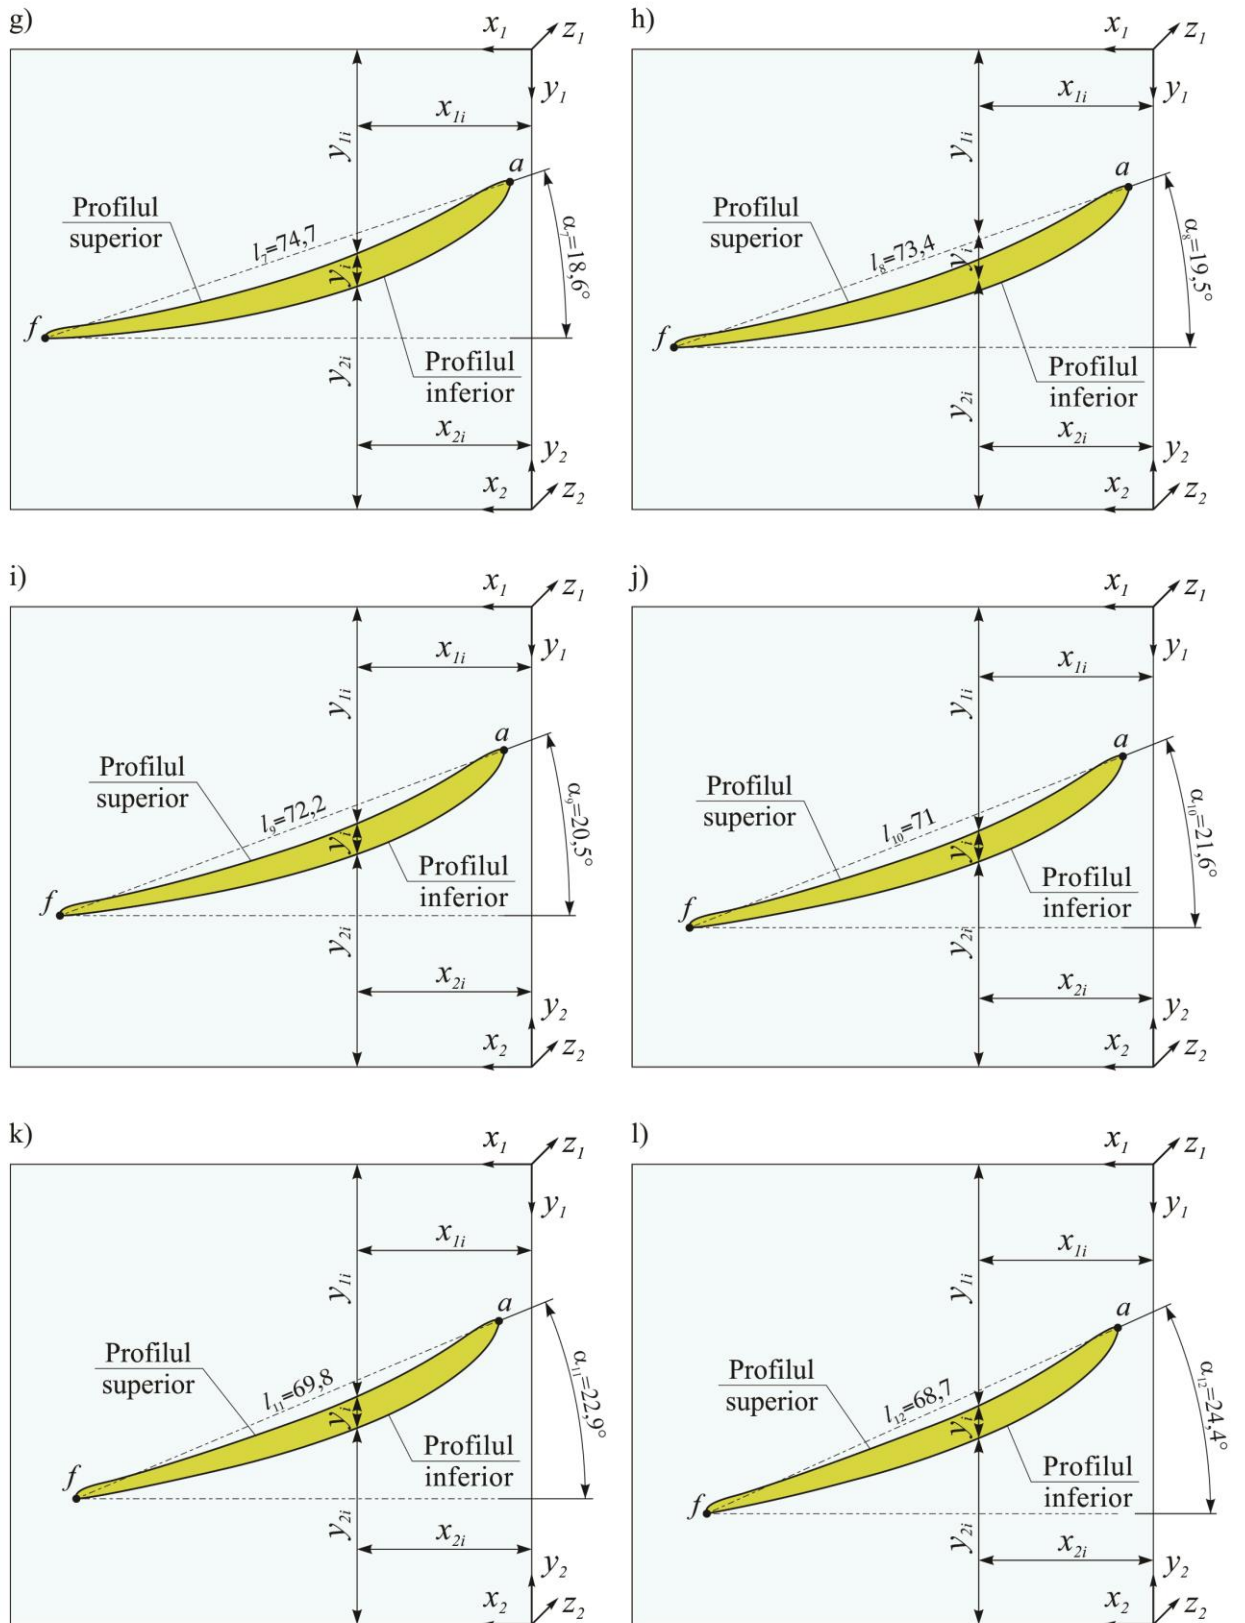 g)
x₁
z₁
y₁
x₁ᵢ
y₁ᵢ
a
Profilul
superior
l₇=74,7
yᵢ
α₇=18,6°
f
Profilul
inferior
y₂ᵢ
x₂ᵢ
y₂
x₂
z₂
h)
x₁
z₁
y₁
x₁ᵢ
y₁ᵢ
a
Profilul
superior
l₈=73,4
yᵢ
α₈=19,5°
f
Profilul
inferior
y₂ᵢ
x₂ᵢ
y₂
x₂
z₂
i)
x₁
z₁
y₁
x₁ᵢ
y₁ᵢ
a
Profilul
superior
l₉=72,2
yᵢ
α₉=20,5°
f
Profilul
inferior
y₂ᵢ
x₂ᵢ
y₂
x₂
z₂
j)
x₁
z₁
y₁
x₁ᵢ
y₁ᵢ
a
Profilul
superior
l₁₀=71
yᵢ
α₁₀=21,6°
f
Profilul
inferior
y₂ᵢ
x₂ᵢ
y₂
x₂
z₂
k)
x₁
z₁
y₁
x₁ᵢ
y₁ᵢ
a
Profilul
superior
l₁₁=69,8
yᵢ
α₁₁=22,9°
f
Profilul
inferior
y₂ᵢ
x₂ᵢ
y₂
x₂
z₂
l)
x₁
z₁
y₁
x₁ᵢ
y₁ᵢ
a
Profilul
superior
l₁₂=68,7
yᵢ
α₁₂=24,4°
f
Profilul
inferior
y₂ᵢ
x₂ᵢ
y₂
x₂
z₂